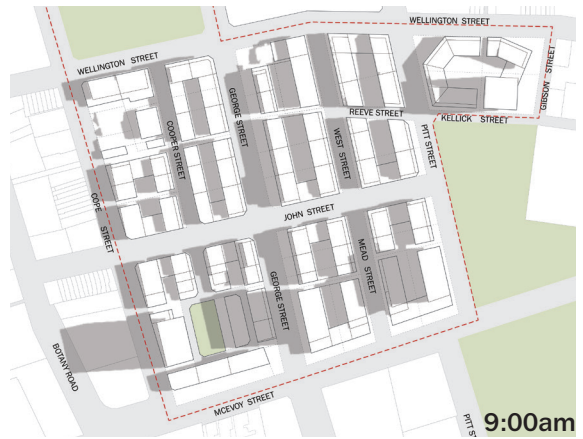 WELLINGTON STREET
WELLINGTON STREET
GIBSON STREET
GEORGE STREET
COOPER STREET
REEVE STREET
KELLICK STREET
WEST STREET
PITT STREET
COPE STREET
JOHN STREET
GEORGE STREET
MEAD STREET
BOTANY ROAD
MCEVOY STREET
PITT S
9:00am